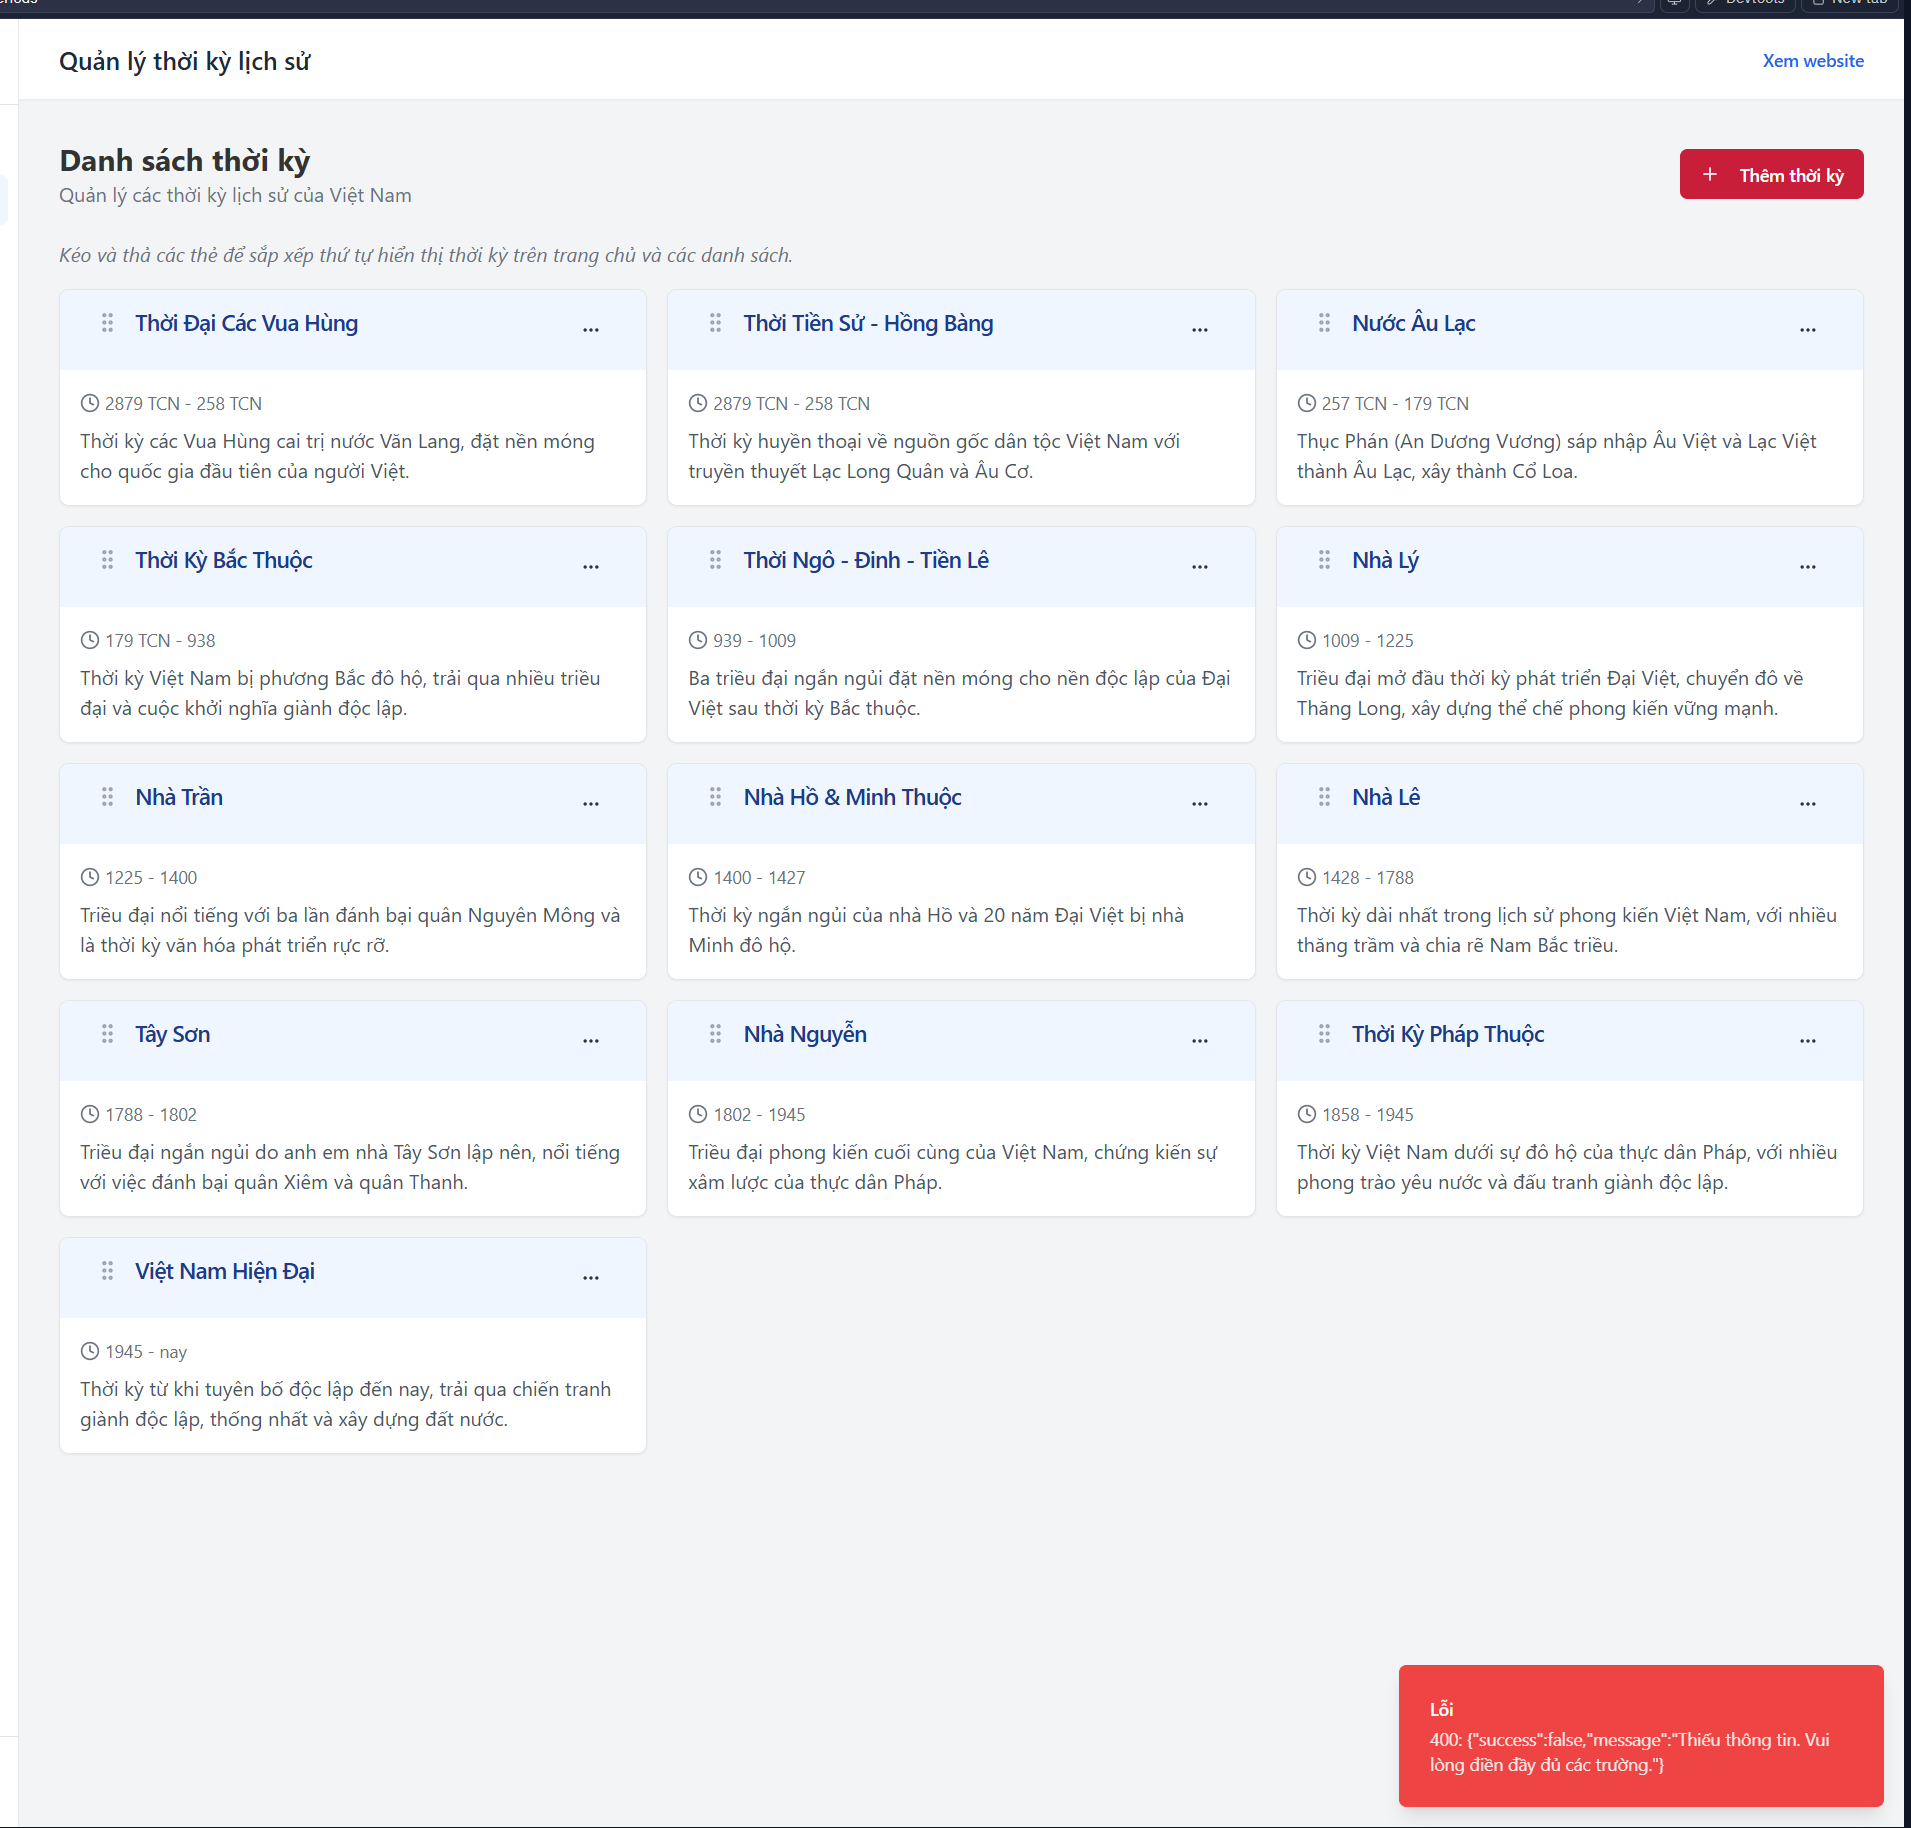 Quản lý thời kỳ lịch sử
Xem website
Danh sách thời kỳ
Quản lý các thời kỳ lịch sử của Việt Nam
+ Thêm thời kỳ
Kéo và thả các thẻ để sắp xếp thứ tự hiển thị thời kỳ trên trang chủ và các danh sách.
Thời Đại Các Vua Hùng
...
2879 TCN - 258 TCN
Thời kỳ các Vua Hùng cai trị nước Văn Lang, đặt nền móng
cho quốc gia đầu tiên của người Việt.
Thời Tiền Sử - Hồng Bàng
...
2879 TCN - 258 TCN
Thời kỳ huyền thoại về nguồn gốc dân tộc Việt Nam với
truyền thuyết Lạc Long Quân và Âu Cơ.
Nước Âu Lạc
...
257 TCN - 179 TCN
Thục Phán (An Dương Vương) sáp nhập Âu Việt và Lạc Việt
thành Âu Lạc, xây thành Cổ Loa.
Thời Kỳ Bắc Thuộc
...
179 TCN - 938
Thời kỳ Việt Nam bị phương Bắc đô hộ, trải qua nhiều triều
đại và cuộc khởi nghĩa giành độc lập.
Thời Ngô - Đinh - Tiền Lê
...
939 - 1009
Ba triều đại ngắn ngủi đặt nền móng cho nền độc lập của Đại
Việt sau thời kỳ Bắc thuộc.
Nhà Lý
...
1009 - 1225
Triều đại mở đầu thời kỳ phát triển Đại Việt, chuyển đô về
Thăng Long, xây dựng thể chế phong kiến vững mạnh.
Nhà Trần
...
1225 - 1400
Triều đại nổi tiếng với ba lần đánh bại quân Nguyên Mông và
là thời kỳ văn hóa phát triển rực rỡ.
Nhà Hồ & Minh Thuộc
...
1400 - 1427
Thời kỳ ngắn ngủi của nhà Hồ và 20 năm Đại Việt bị nhà
Minh đô hộ.
Nhà Lê
...
1428 - 1788
Thời kỳ dài nhất trong lịch sử phong kiến Việt Nam, với nhiều
thăng trầm và chia rẽ Nam Bắc triều.
Tây Sơn
...
1788 - 1802
Triều đại ngắn ngủi do anh em nhà Tây Sơn lập nên, nổi tiếng
với việc đánh bại quân Xiêm và quân Thanh.
Nhà Nguyễn
...
1802 - 1945
Triều đại phong kiến cuối cùng của Việt Nam, chứng kiến sự
xâm lược của thực dân Pháp.
Thời Kỳ Pháp Thuộc
...
1858 - 1945
Thời kỳ Việt Nam dưới sự đô hộ của thực dân Pháp, với nhiều
phong trào yêu nước và đấu tranh giành độc lập.
Việt Nam Hiện Đại
...
1945 - nay
Thời kỳ từ khi tuyên bố độc lập đến nay, trải qua chiến tranh
giành độc lập, thống nhất và xây dựng đất nước.
Lỗi
400: {"success":false,"message":"Thiếu thông tin. Vui
lòng điền đầy đủ các trường."}